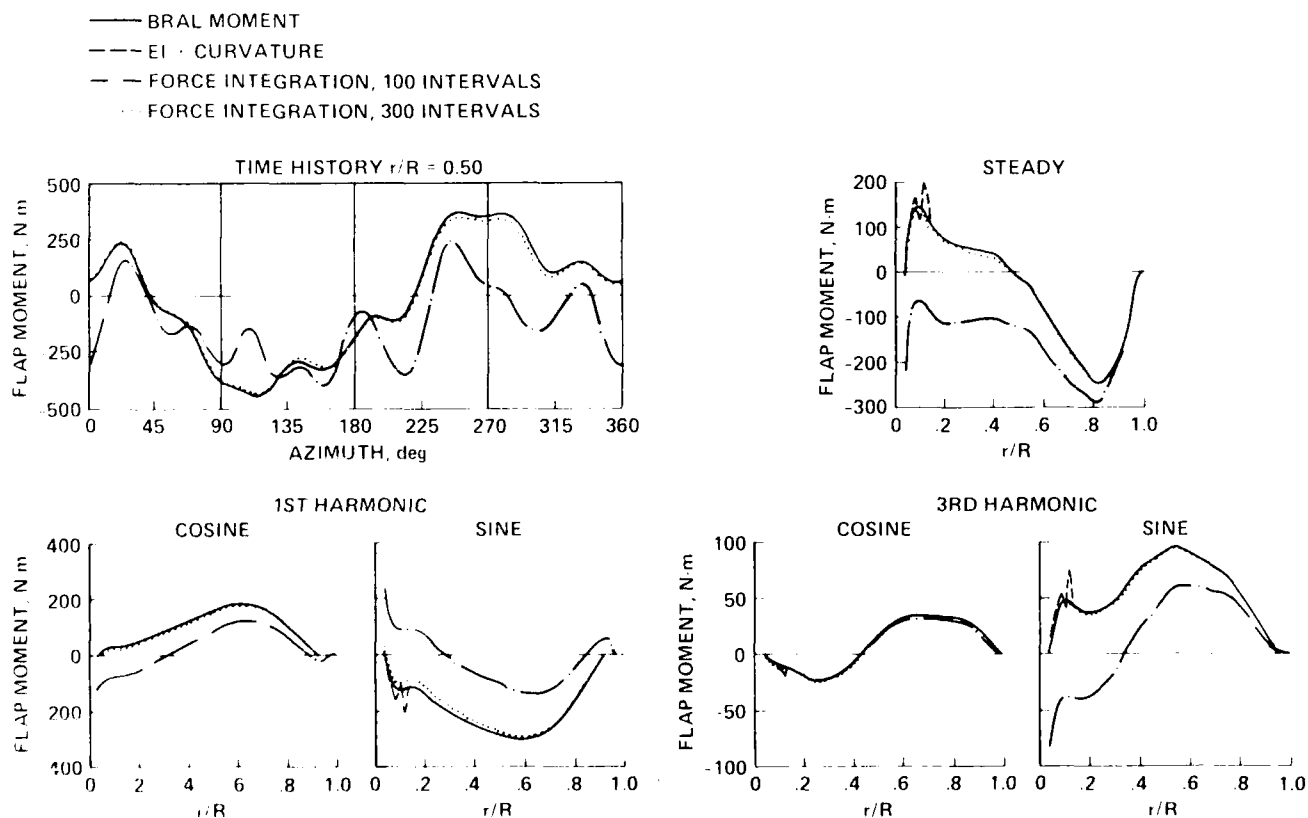 BRAL MOMENT
EI · CURVATURE
FORCE INTEGRATION, 100 INTERVALS
FORCE INTEGRATION, 300 INTERVALS
TIME HISTORY r/R = 0.50
FLAP MOMENT, N·m
500
250
0
250
500
0 45 90 135 180 225 270 315 360
AZIMUTH, deg
STEADY
FLAP MOMENT, N·m
200
100
0
-100
-200
-300
0 .2 .4 .6 .8 1.0
r/R
1ST HARMONIC
COSINE SINE
FLAP MOMENT, N m
400
200
0
200
400
0 2 4 6 8 1.0
r/R
0 .2 .4 .6 .8 1.0
r/R
3RD HARMONIC
COSINE SINE
FLAP MOMENT, N·m
100
50
0
-50
-100
0 .2 .4 .6 .8
r/R
0 .2 .4 .6 .8 1.0
r/R